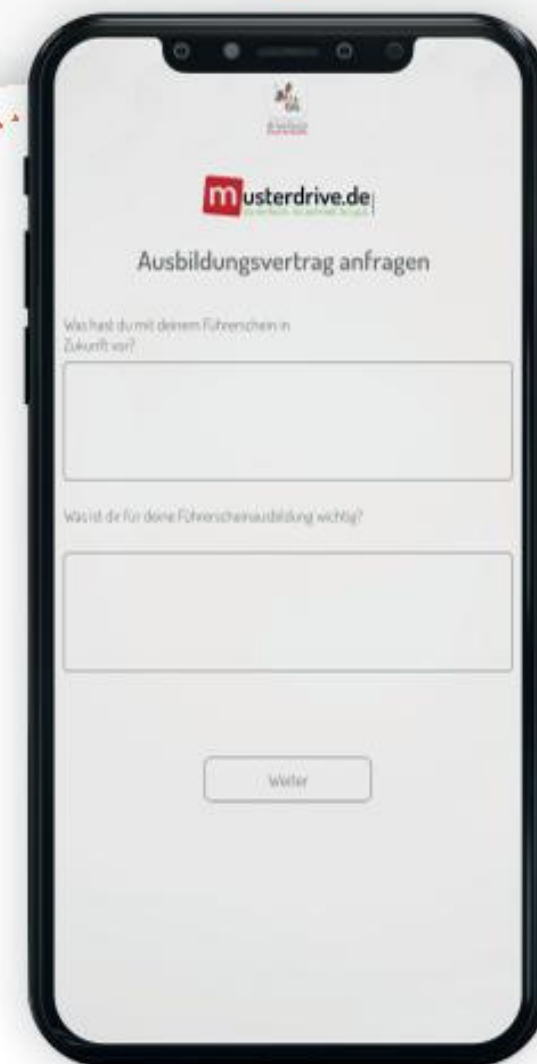 musterdrive.de
Ausbildungsvertrag anfragen
Was hast du mit deinem Führerschein in
Zukunft vor?
Was ist dir für deine Führerscheinausbildung wichtig?
Weiter